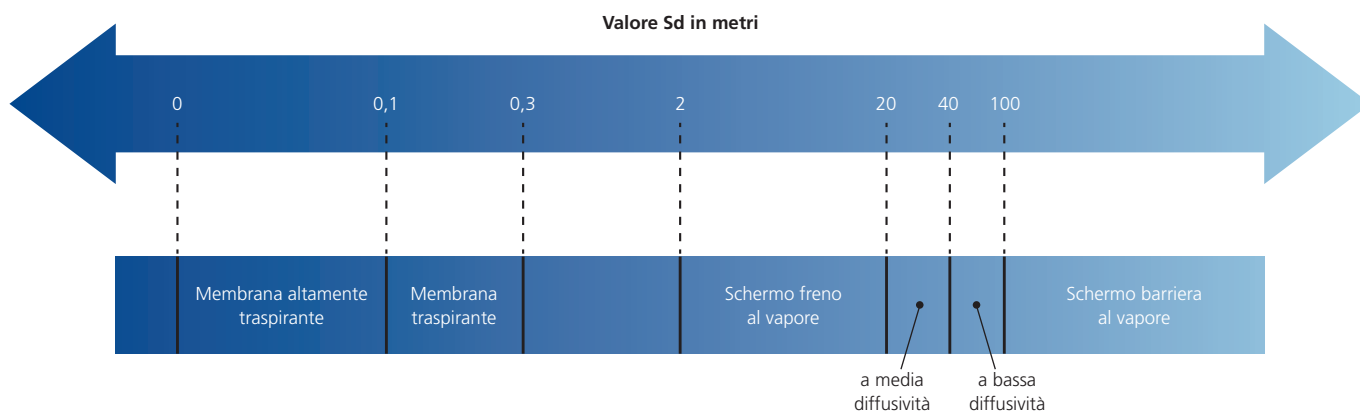 Valore Sd in metri
0 0,1 0,3 2 20 40 100
Membrana altamente
traspirante
Membrana
traspirante
Schermo freno
al vapore
Schermo barriera
al vapore
a media
diffusività
a bassa
diffusività